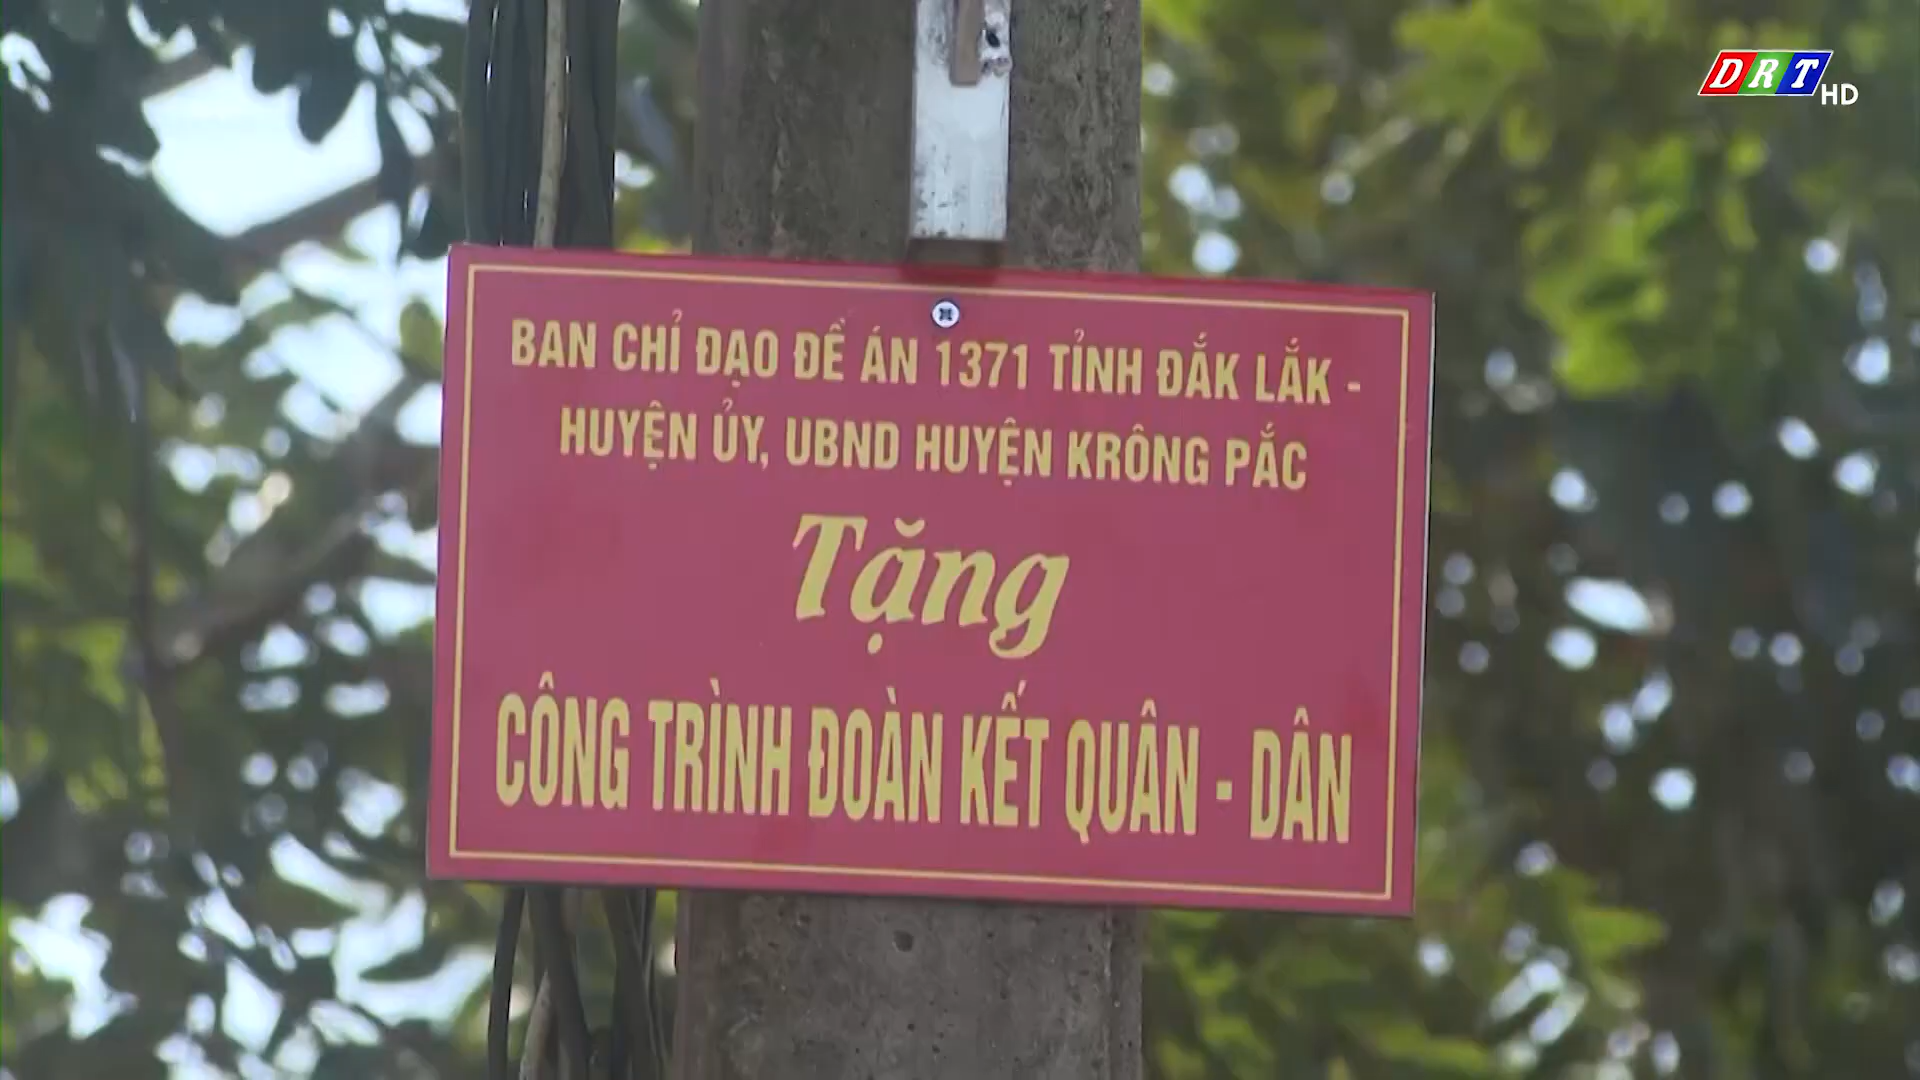 DRT HD
BAN CHỈ ĐẠO ĐỀ ÁN 1371 TỈNH ĐẮK LẮK -
HUYỆN ỦY, UBND HUYỆN KRÔNG PẮC
Tặng
CÔNG TRÌNH ĐOÀN KẾT QUÂN - DÂN